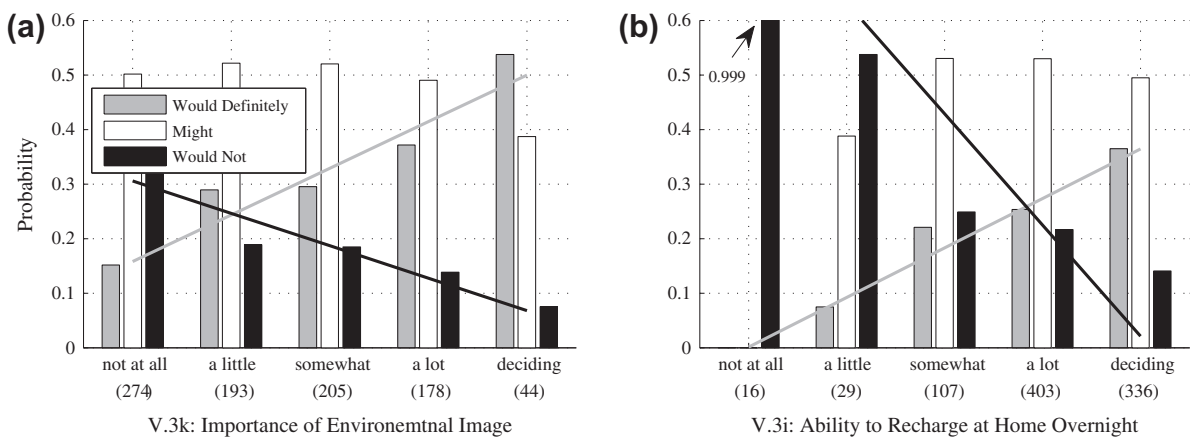 (a)
0.6
0.5
0.4
0.3
0.2
0.1
0
Probability
Would Definitely
Might
Would Not
not at all a little somewhat a lot deciding
(274) (193) (205) (178) (44)
V.3k: Importance of Environemtnal Image
(b)
0.6
0.5
0.4
0.3
0.2
0.1
0
0.999
not at all a little somewhat a lot deciding
(16) (29) (107) (403) (336)
V.3i: Ability to Recharge at Home Overnight